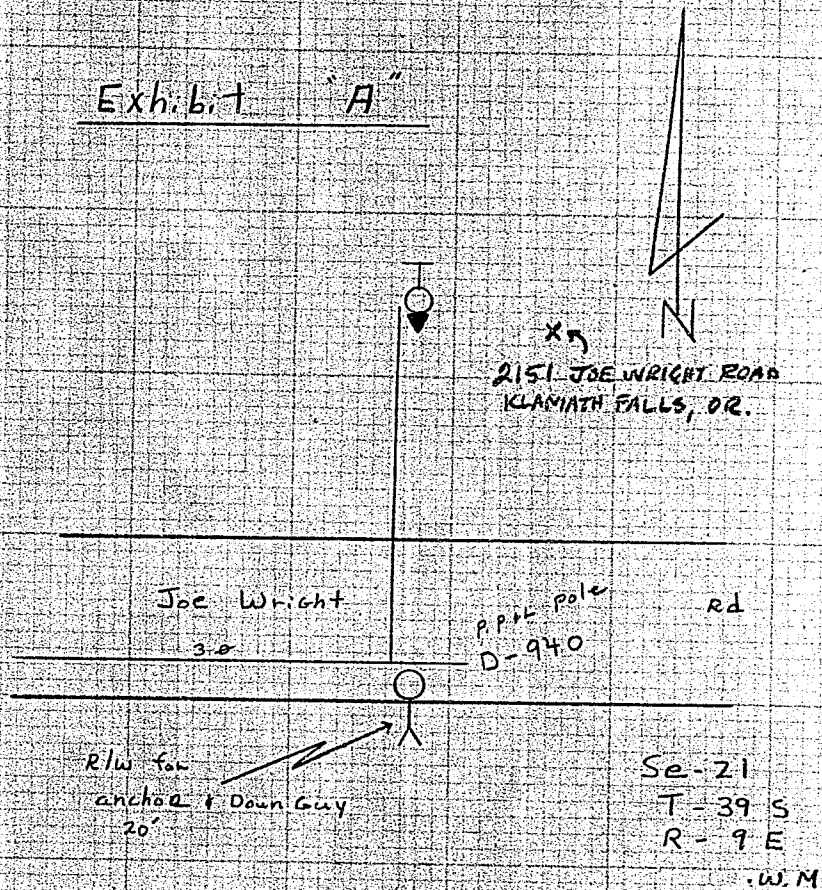 Exhibit "A"
N
X
2151 JOE WRIGHT ROAD
KLAMATH FALLS, OR.
Joe Wright Rd
3-ø
P.P.&L pole
D-940
R/W for
anchor & Down Guy
20'
Se-21
T-39 S
R-9 E
.W.M